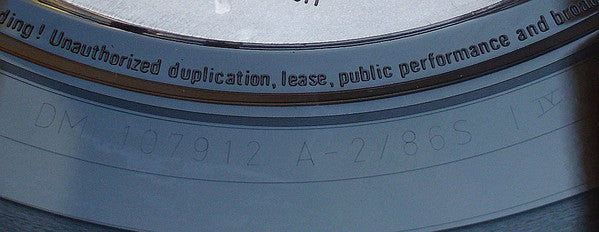 ding! Unauthorized duplication, lease, public performance and broad
DM 107912 A-2/86S I IV